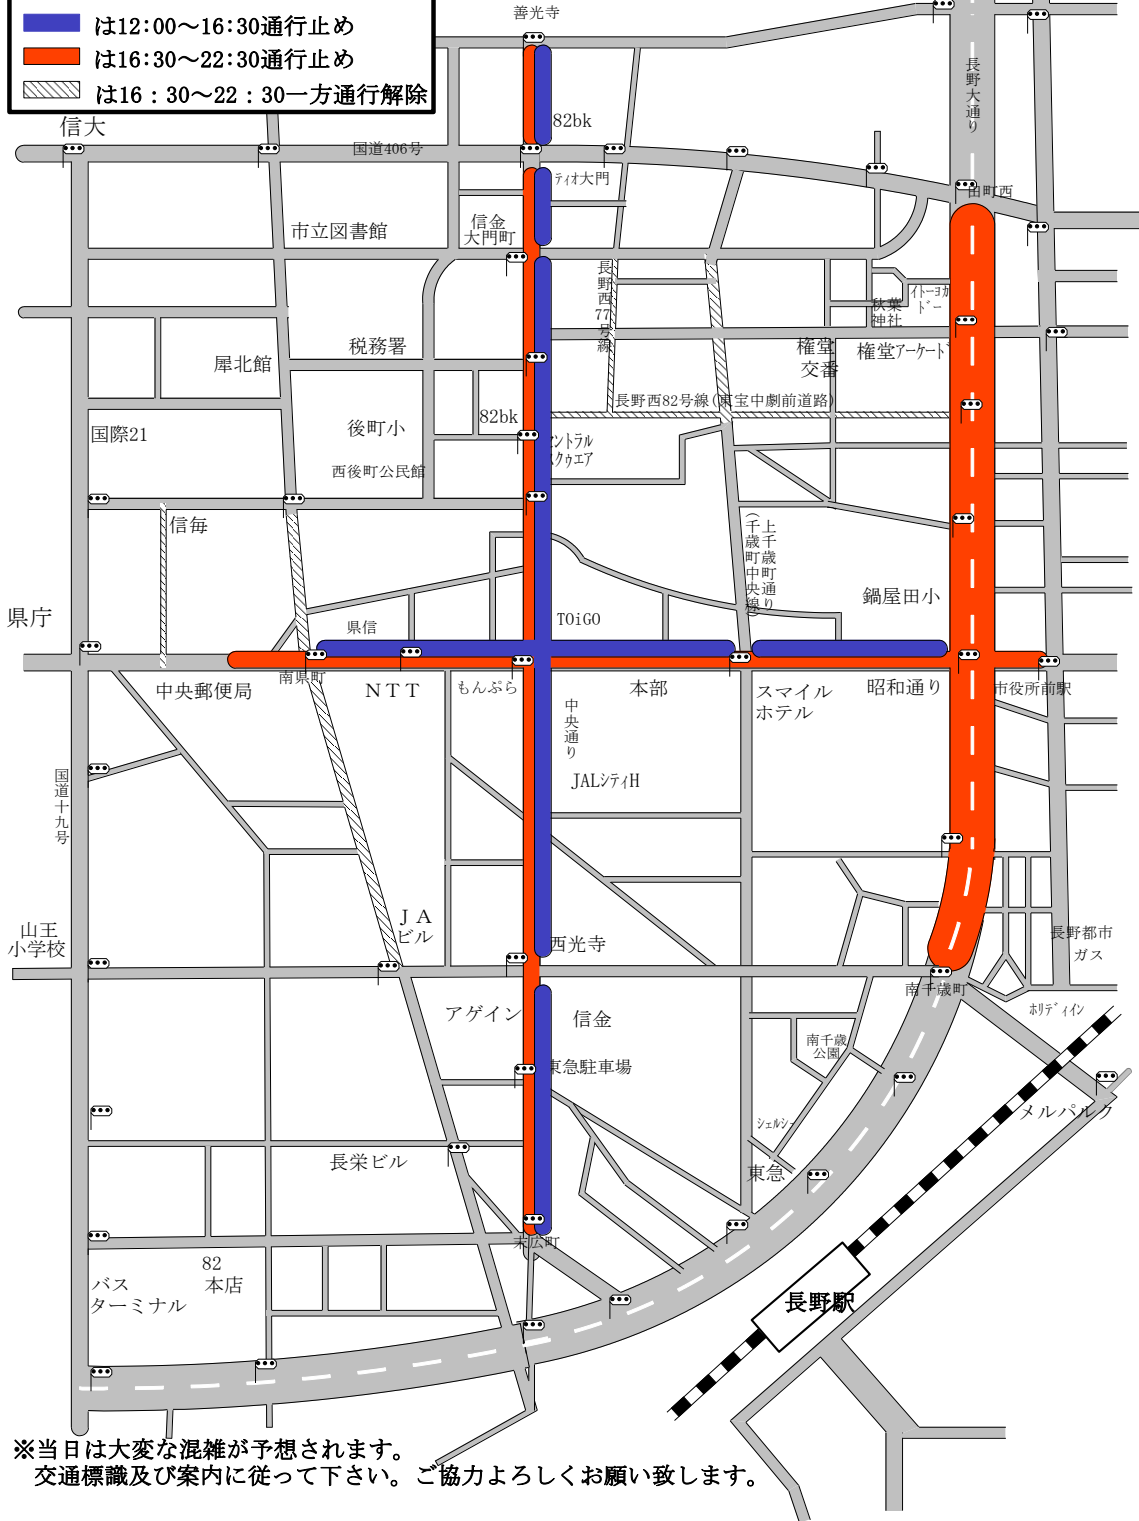 善光寺
は12:00～16:30通行止め
は16:30～22:30通行止め
は16：30～22：30一方通行解除
長野大通り
信大
82bk
国道406号
ティオ大門
田町西
市立図書館
信金
大門町
長野西77号線
イトーヨカ
ドー
秋葉
神社
税務署
犀北館
権堂
交番
権堂アーケード
長野西82号線(東宝中劇前道路)
82bk
国際21
後町小
セントラル
スクゥエア
西後町公民館
信毎
上千歳町通り
(千歳町中央線)
鍋屋田小
県庁
県信
TOiGO
中央郵便局
南県町
ＮＴＴ
もんぷら
本部
スマイル
ホテル
昭和通り
市役所前駅
中央通り
国道十九号
JALシティH
ＪＡ
ビル
山王
小学校
西光寺
長野都市
ガス
南千歳町
アゲイン
信金
ホリディイン
南千歳
公園
東急駐車場
メルパルク
シェルシェ
長栄ビル
東急
末広町
82
本店
バス
ターミナル
長野駅
※当日は大変な混雑が予想されます。
交通標識及び案内に従って下さい。ご協力よろしくお願い致します。